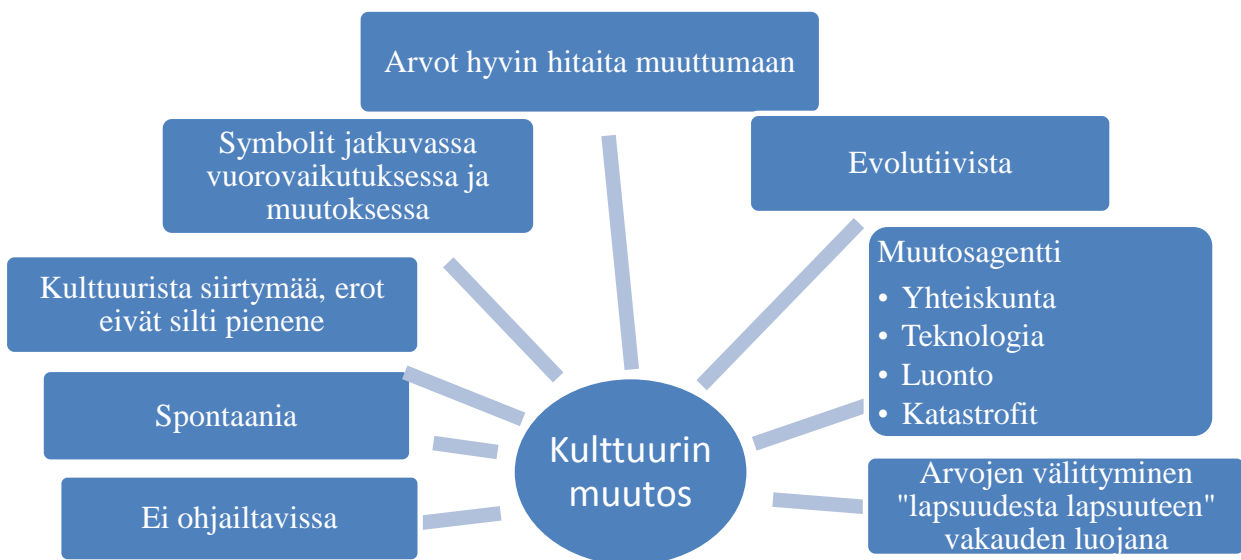 Arvot hyvin hitaita muuttumaan
Symbolit jatkuvassa
vuorovaikutuksessa ja
muutoksessa
Evolutiivista
Kulttuurista siirtymää, erot
eivät silti pienene
Muutosagentti
• Yhteiskunta
• Teknologia
• Luonto
• Katastrofit
Spontaania
Kulttuurin
muutos
Ei ohjailtavissa
Arvojen välittyminen
"lapsuudesta lapsuuteen"
vakauden luojana